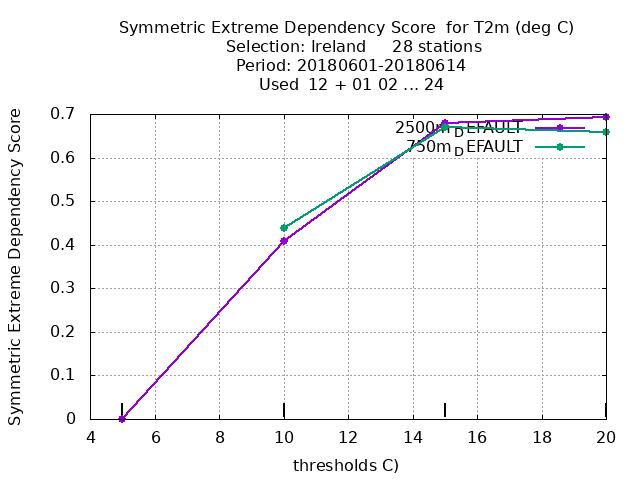 Symmetric Extreme Dependency Score for T2m (deg C)
Selection: Ireland 28 stations
Period: 20180601-20180614
Used 12 + 01 02 ... 24
Symmetric Extreme Dependency Score
0.7
0.6
0.5
0.4
0.3
0.2
0.1
0
2500m_DEFAULT
750m_DEFAULT
4 6 8 10 12 14 16 18 20
thresholds C)